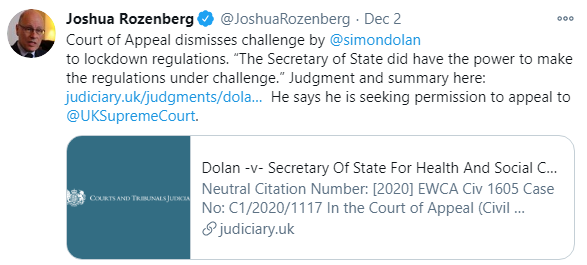 Joshua Rozenberg @JoshuaRozenberg · Dec 2
Court of Appeal dismisses challenge by @simondolan
to lockdown regulations. “The Secretary of State did have the power to make
the regulations under challenge.” Judgment and summary here:
judiciary.uk/judgments/dola... He says he is seeking permission to appeal to
@UKSupremeCourt.
COURTS AND TRIBUNALS JUDICIA
Dolan -v- Secretary Of State For Health And Social C...
Neutral Citation Number: [2020] EWCA Civ 1605 Case
No: C1/2020/1117 In the Court of Appeal (Civil ...
judiciary.uk